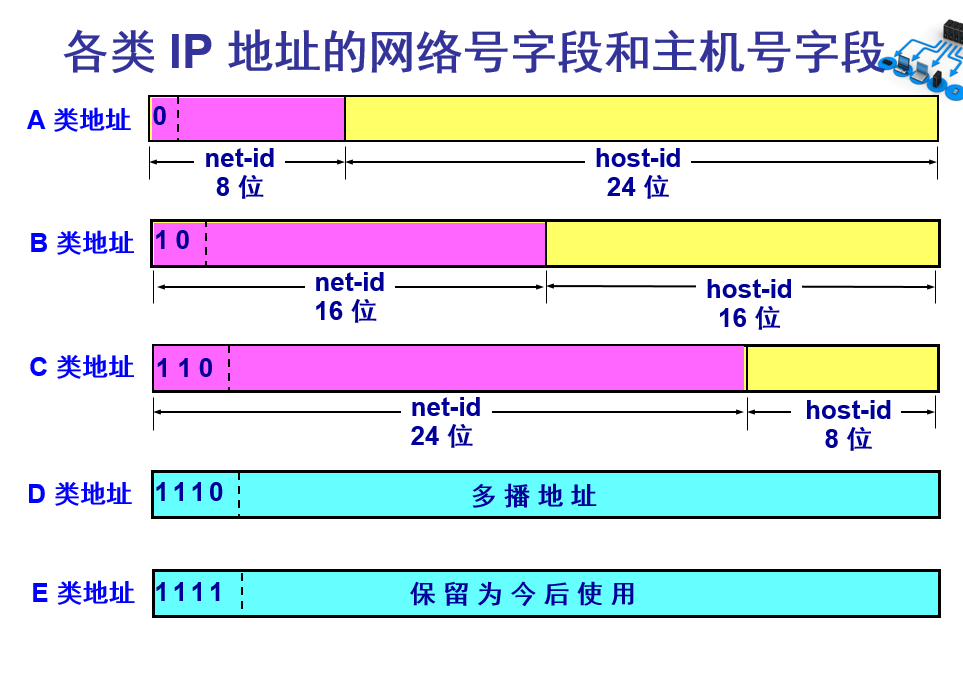 各类 IP 地址的网络号字段和主机号字段
A 类地址
0
net-id
8 位
host-id
24 位
B 类地址
1 0
net-id
16 位
host-id
16 位
C 类地址
1 1 0
net-id
24 位
host-id
8 位
D 类地址
1 1 1 0
多 播 地 址
E 类地址
1 1 1 1
保 留 为 今 后 使 用